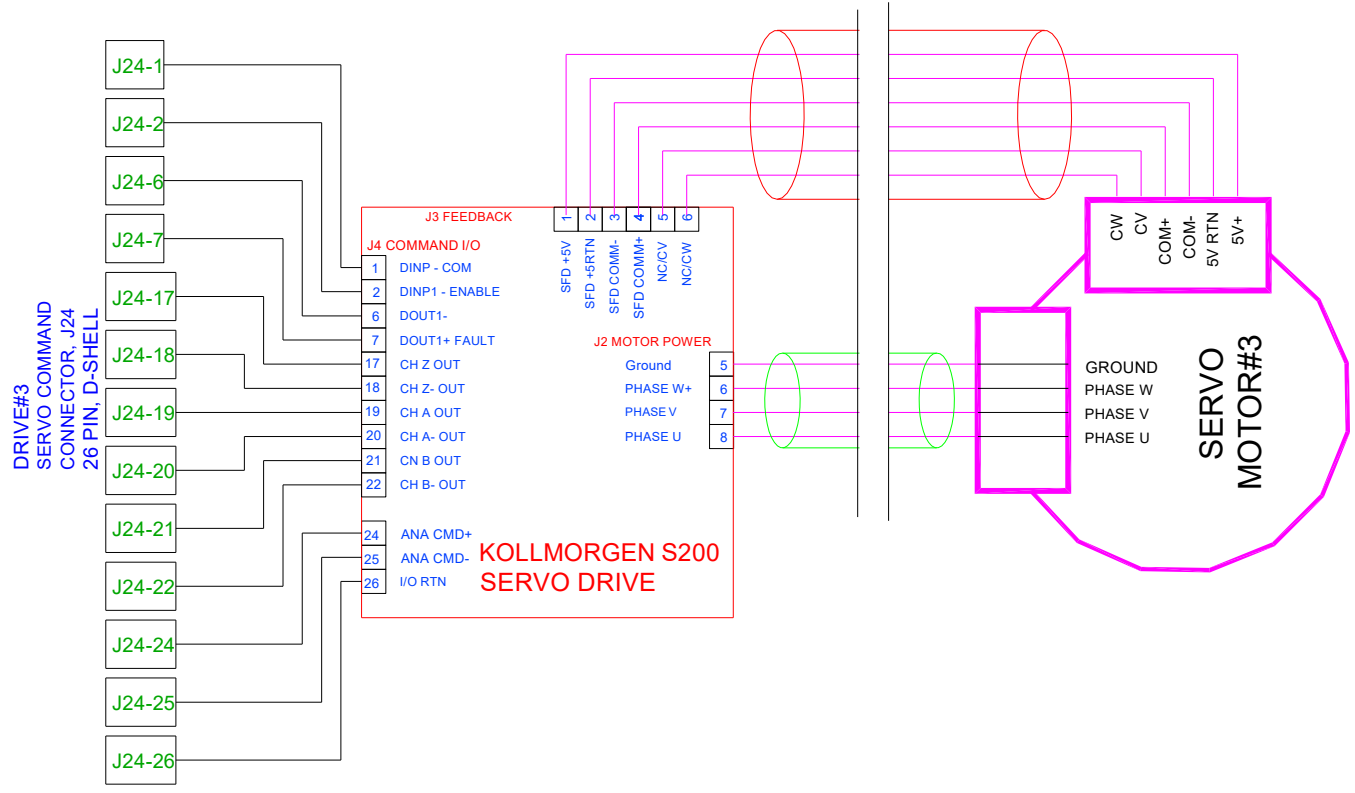 DRIVE#3
SERVO COMMAND
CONNECTOR, J24
26 PIN, D-SHELL
J24-1
J24-2
J24-6
J24-7
J24-17
J24-18
J24-19
J24-20
J24-21
J24-22
J24-24
J24-25
J24-26
J3 FEEDBACK
1 SFD +5V
2 SFD +5RTN
3 SFD COMM-
4 SFD COMM+
5 NC/CV
6 NC/CW
J4 COMMAND I/O
1 DINP - COM
2 DINP1 - ENABLE
6 DOUT1-
7 DOUT1+ FAULT
17 CH Z OUT
18 CH Z- OUT
19 CH A OUT
20 CH A- OUT
21 CN B OUT
22 CH B- OUT
24 ANA CMD+
25 ANA CMD-
26 I/O RTN
J2 MOTOR POWER
Ground 5
PHASE W+ 6
PHASE V 7
PHASE U 8
KOLLMORGEN S200
SERVO DRIVE
CW
CV
COM+
COM-
5V RTN
5V+
GROUND
PHASE W
PHASE V
PHASE U
SERVO
MOTOR#3